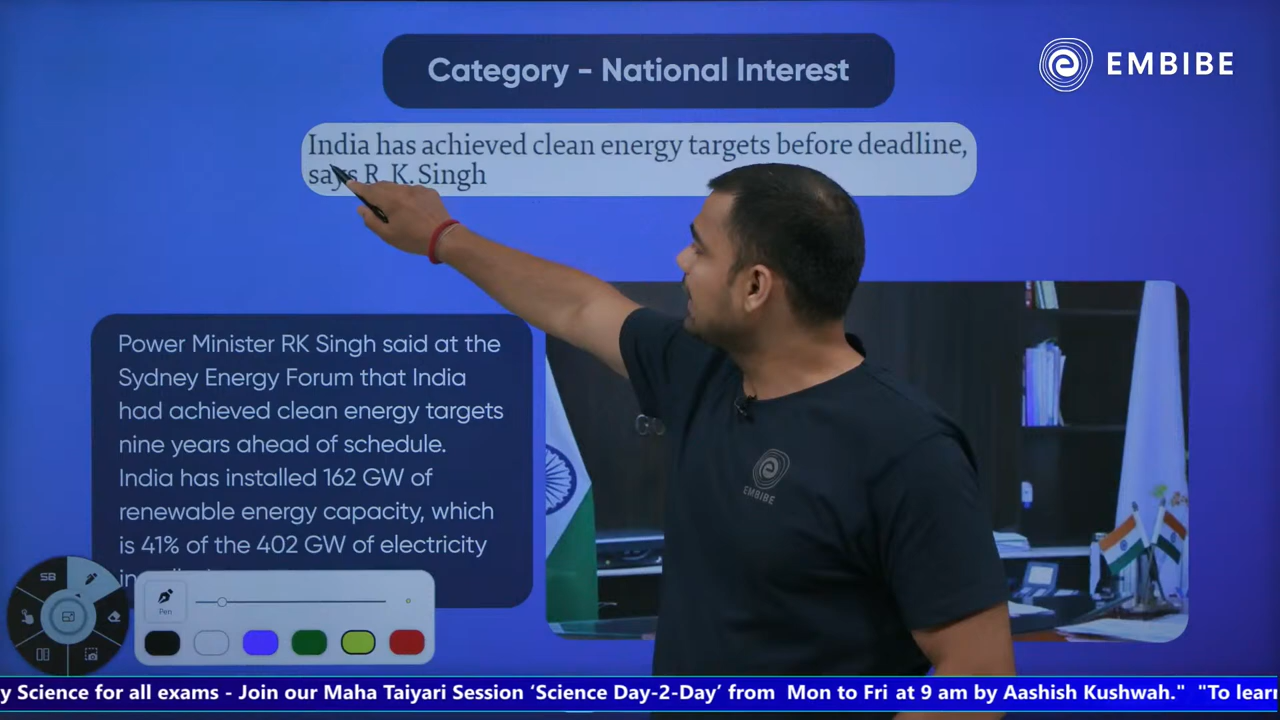 Category - National Interest
EMBIBE
India has achieved clean energy targets before deadline,
says R. K. Singh
Power Minister RK Singh said at the
Sydney Energy Forum that India
had achieved clean energy targets
nine years ahead of schedule.
India has installed 162 GW of
renewable energy capacity, which
is 41% of the 402 GW of electricity
EMBIBE
SB
Pen
y Science for all exams - Join our Maha Taiyari Session ‘Science Day-2-Day’ from Mon to Fri at 9 am by Aashish Kushwah." "To learn